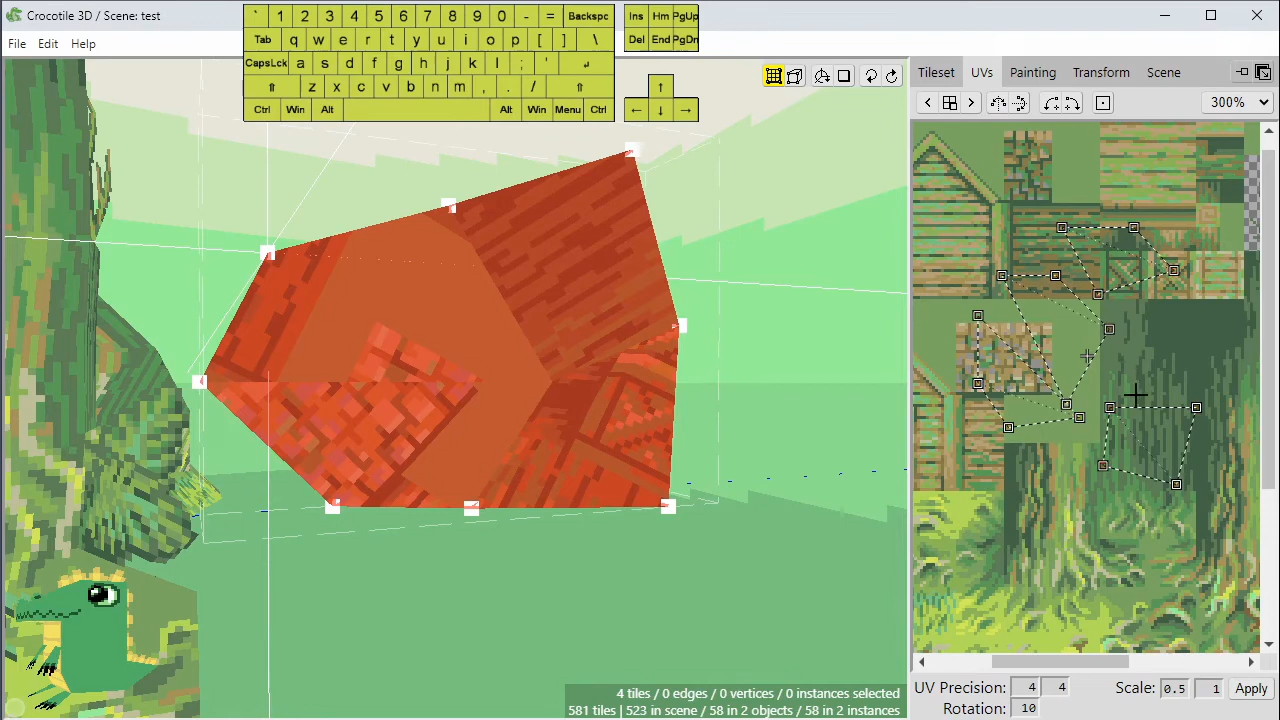 Crocotile 3D / Scene: test
File Edit Help
` 1 2 3 4 5 6 7 8 9 0 - = Backspc
Tab q w e r t y u i o p [ ] \
CapsLck a s d f g h j k l ; ' ↵
⇧ z x c v b n m , . / ⇧
Ctrl Win Alt Alt Win Menu Ctrl
Ins Hm PgUp
Del End PgDn
↑
← ↓ →
Tileset UVs Painting Transform Scene
300%
4 tiles / 0 edges / 0 vertices / 0 instances selected
581 tiles | 523 in scene / 58 in 2 objects / 58 in 2 instances
UV Precision: 4 4 Scale: 0.5 1 Apply
Rotation: 10